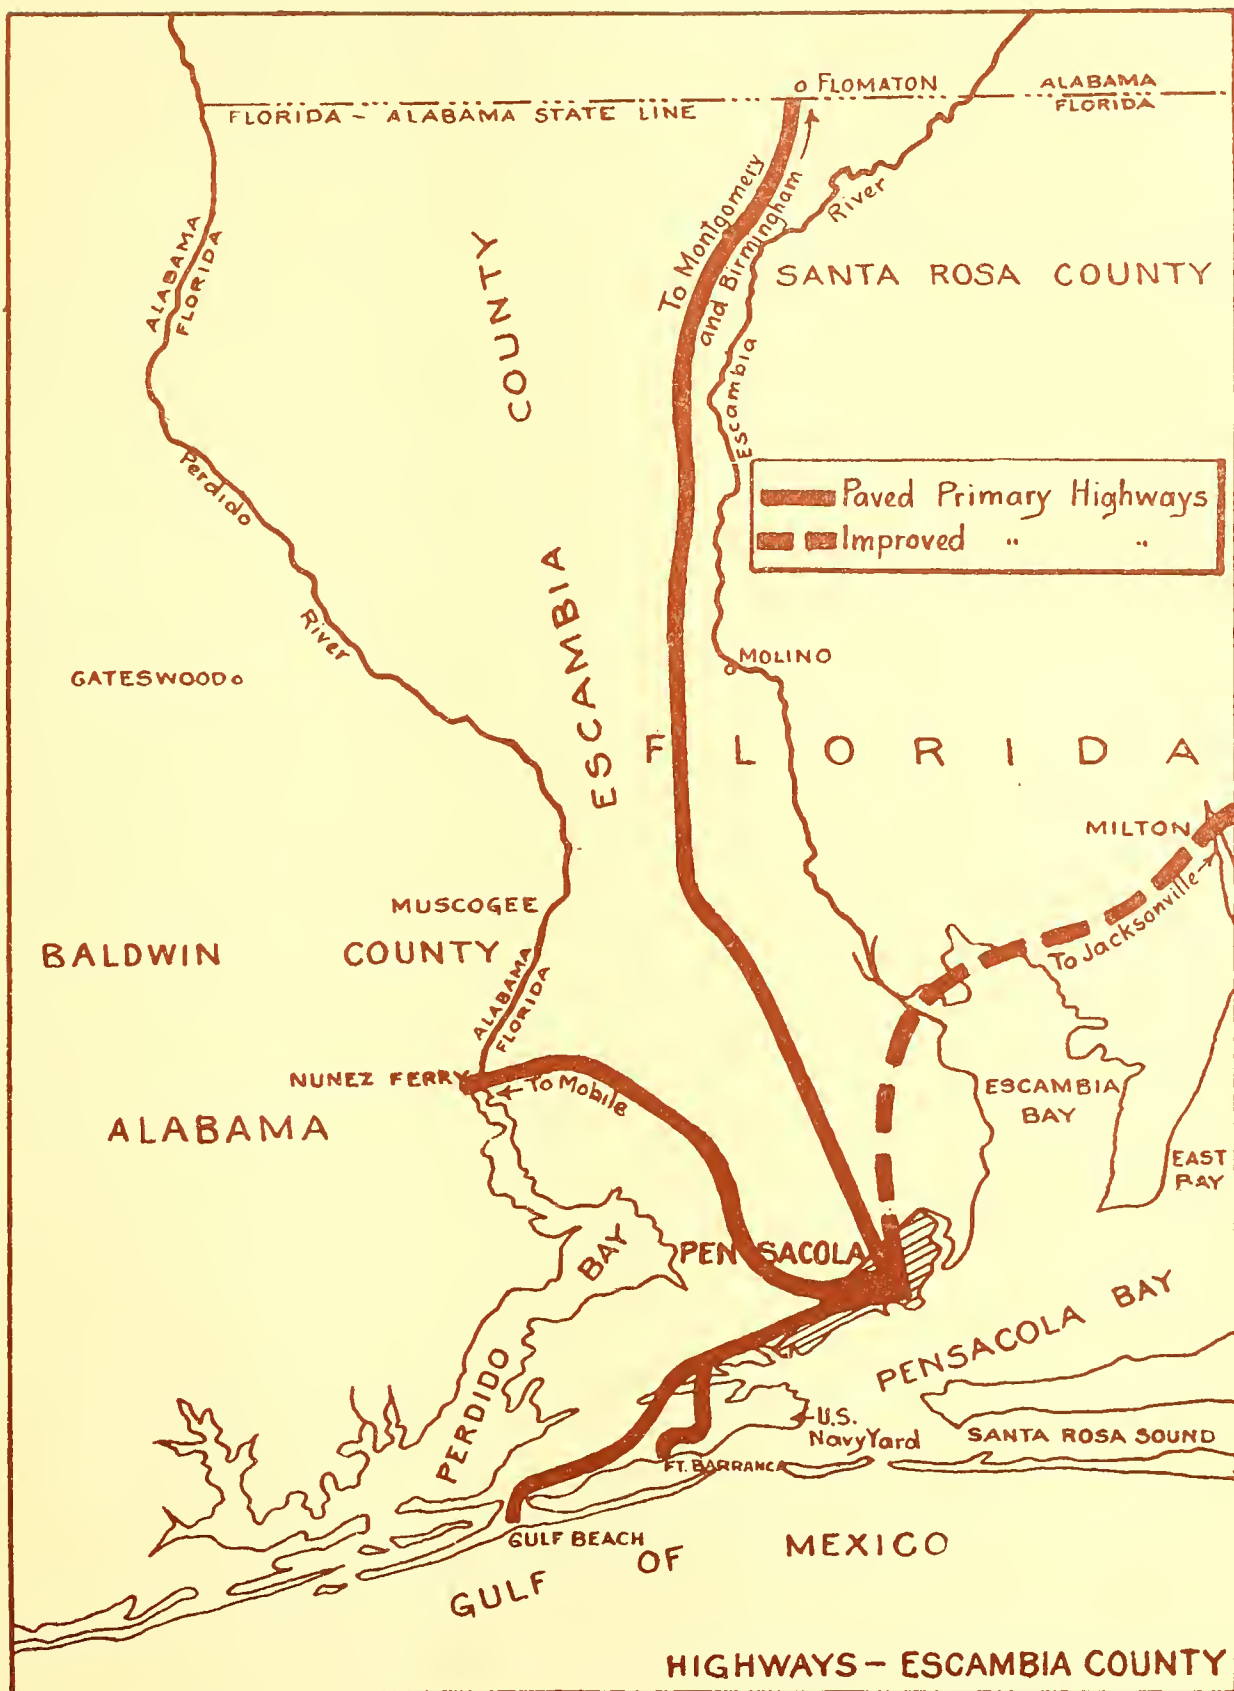 FLOMATON
ALABAMA
FLORIDA
FLORIDA - ALABAMA STATE LINE
To Montgomery
and Birmingham
River
ALABAMA
FLORIDA
COUNTY
SANTA ROSA COUNTY
Escambia
Perdido
Paved Primary Highways
Improved " "
ESCAMBIA
River
MOLINO
GATESWOOD
FLORIDA
MILTON
To Jacksonville
MUSCOGEE
BALDWIN COUNTY
ALABAMA
FLORIDA
NUNEZ FERRY
To Mobile
ESCAMBIA
BAY
ALABAMA
EAST
BAY
PENSACOLA
BAY
PERDIDO
PENSACOLA BAY
U.S.
Navy Yard
SANTA ROSA SOUND
FT. BARRANCA
GULF BEACH
GULF OF MEXICO
HIGHWAYS - ESCAMBIA COUNTY